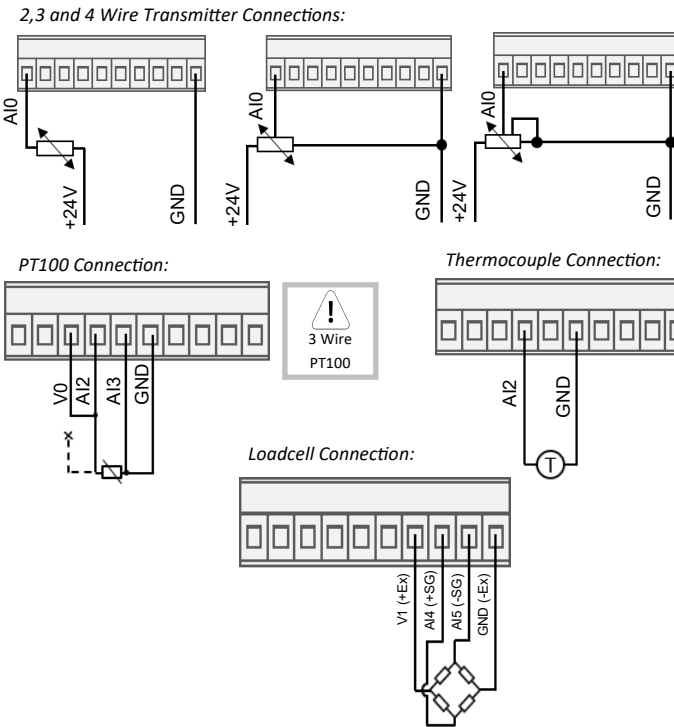 2,3 and 4 Wire Transmitter Connections:
AI0
+24V
GND
AI0
+24V
GND
AI0
+24V
GND
PT100 Connection:
V0
AI2
AI3
GND
!
3 Wire
PT100
Thermocouple Connection:
AI2
GND
T
Loadcell Connection:
V1 (+Ex)
AI4 (+SG)
AI5 (-SG)
GND (-Ex)